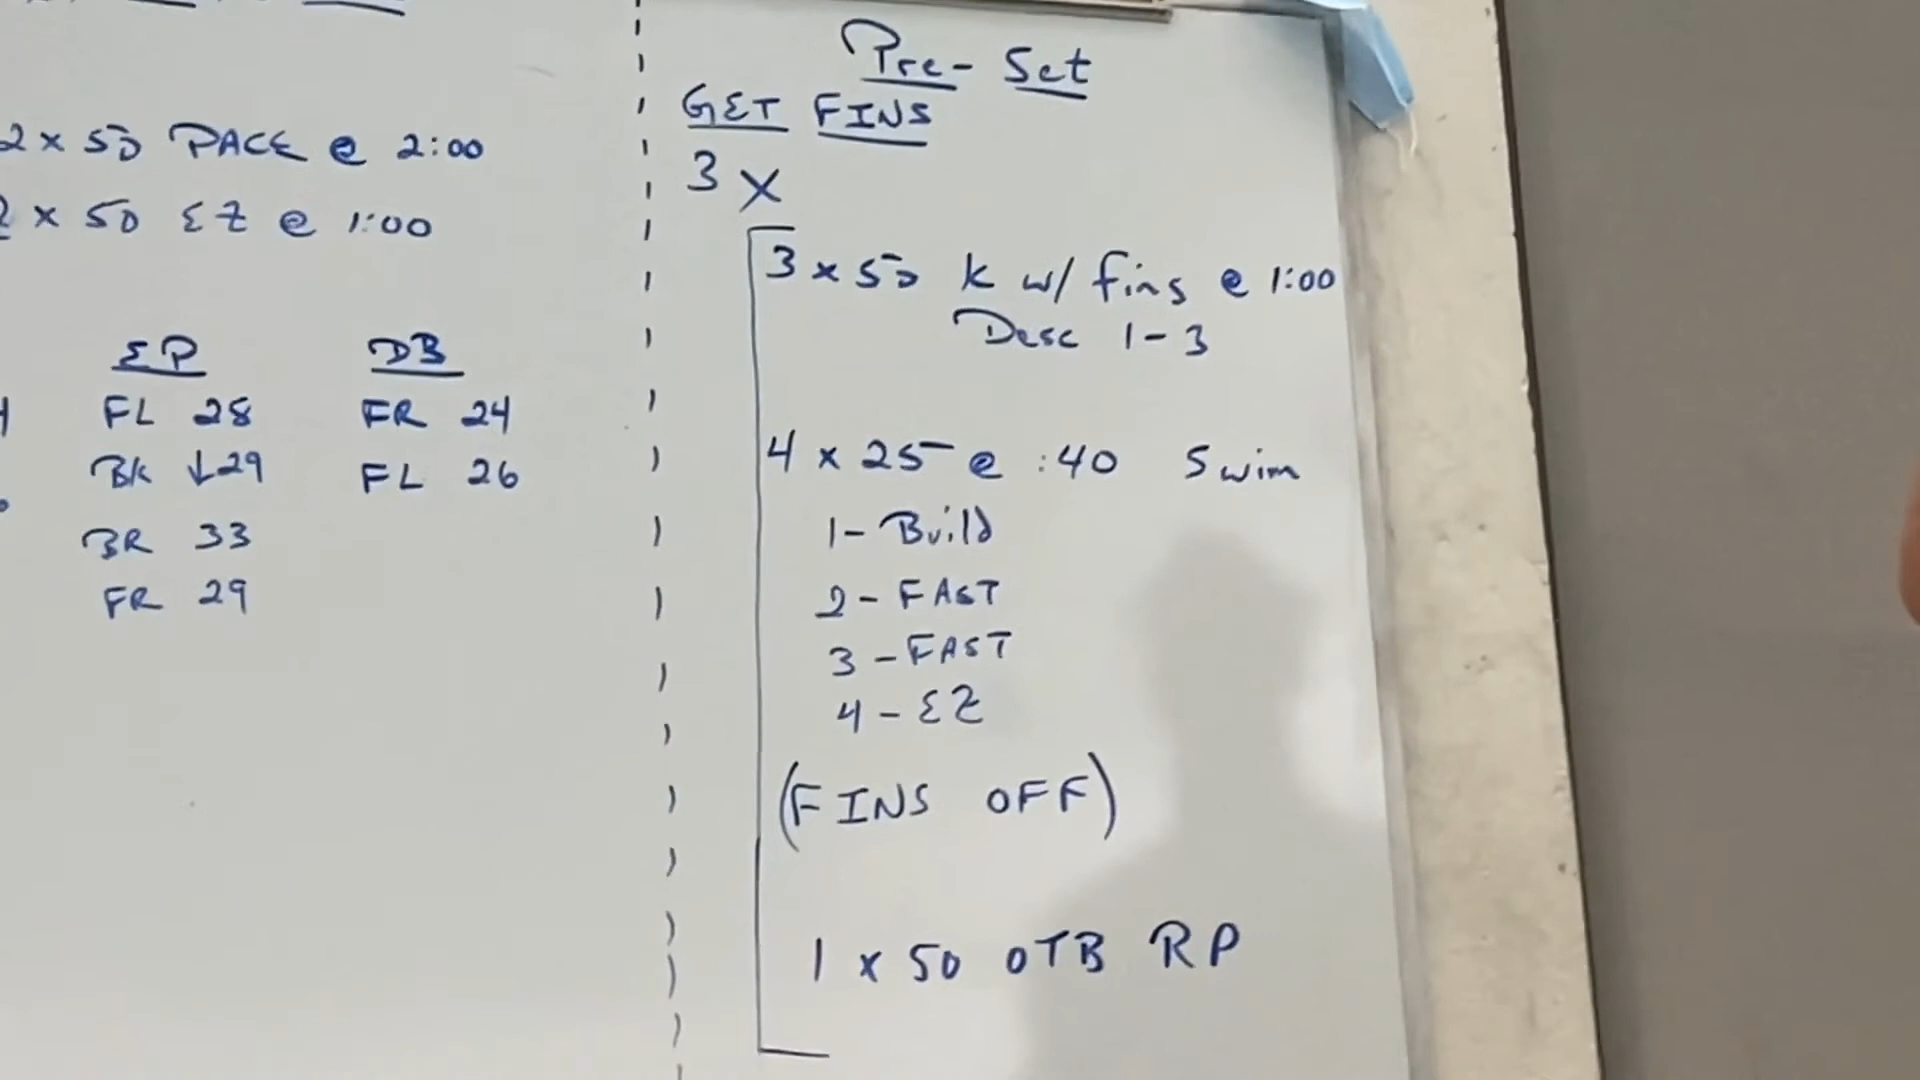 2 x 50 PACE @ 2:00
2 x 50 EZ @ 1:00
EP DB
FL 28 FR 24
BK ↓29 FL 26
BR 33
FR 29
Pre-Set
GET FINS
3 x
3 x 50 K w/ fins @ 1:00
Desc 1-3
4 x 25 @ :40 Swim
1- Build
2 - FAST
3 - FAST
4 - EZ
(FINS OFF)
1 x 50 OTB RP